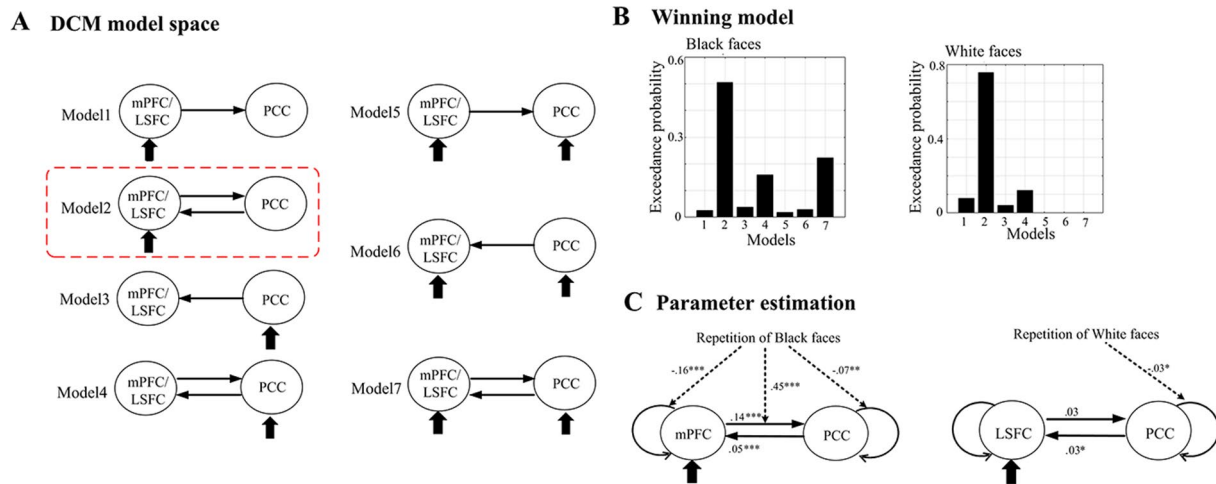 A DCM model space
Model1
mPFC/
LSFC
PCC
Model2
mPFC/
LSFC
PCC
Model3
mPFC/
LSFC
PCC
Model4
mPFC/
LSFC
PCC
Model5
mPFC/
LSFC
PCC
Model6
mPFC/
LSFC
PCC
Model7
mPFC/
LSFC
PCC
B Winning model
Black faces
Exceedance probability
0.6
0.3
0
1 2 3 4 5 6 7
Models
White faces
Exceedance probability
0.8
0.4
0
1 2 3 4 5 6 7
Models
C Parameter estimation
Repetition of Black faces
-.16***
.45***
-.07**
.14***
.05***
mPFC
PCC
Repetition of White faces
-.03*
.03
.03*
LSFC
PCC